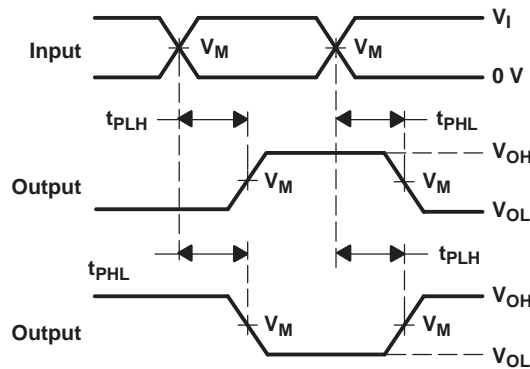 V_I
Input
V_M
V_M
0 V
t_PLH
t_PHL
V_OH
Output
V_M
V_M
V_OL
t_PHL
t_PLH
V_OH
Output
V_M
V_M
V_OL